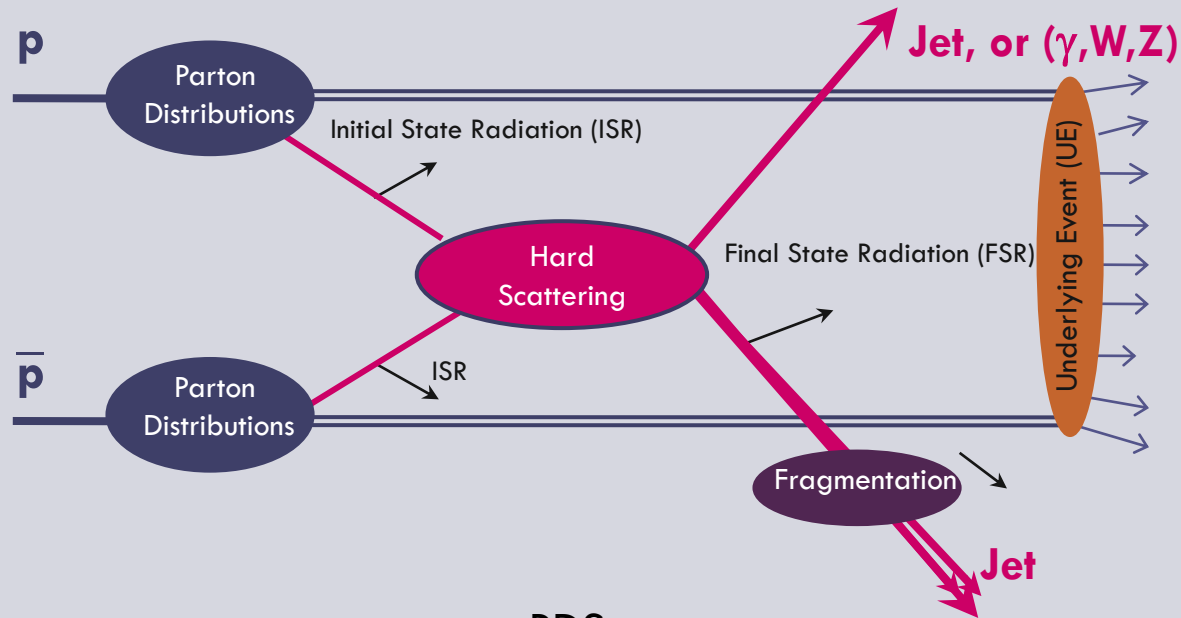 p
Parton
Distributions
Jet, or (γ,W,Z)
Initial State Radiation (ISR)
Hard
Scattering
Final State Radiation (FSR)
Underlying Event (UE)
p̅
Parton
Distributions
ISR
Fragmentation
Jet